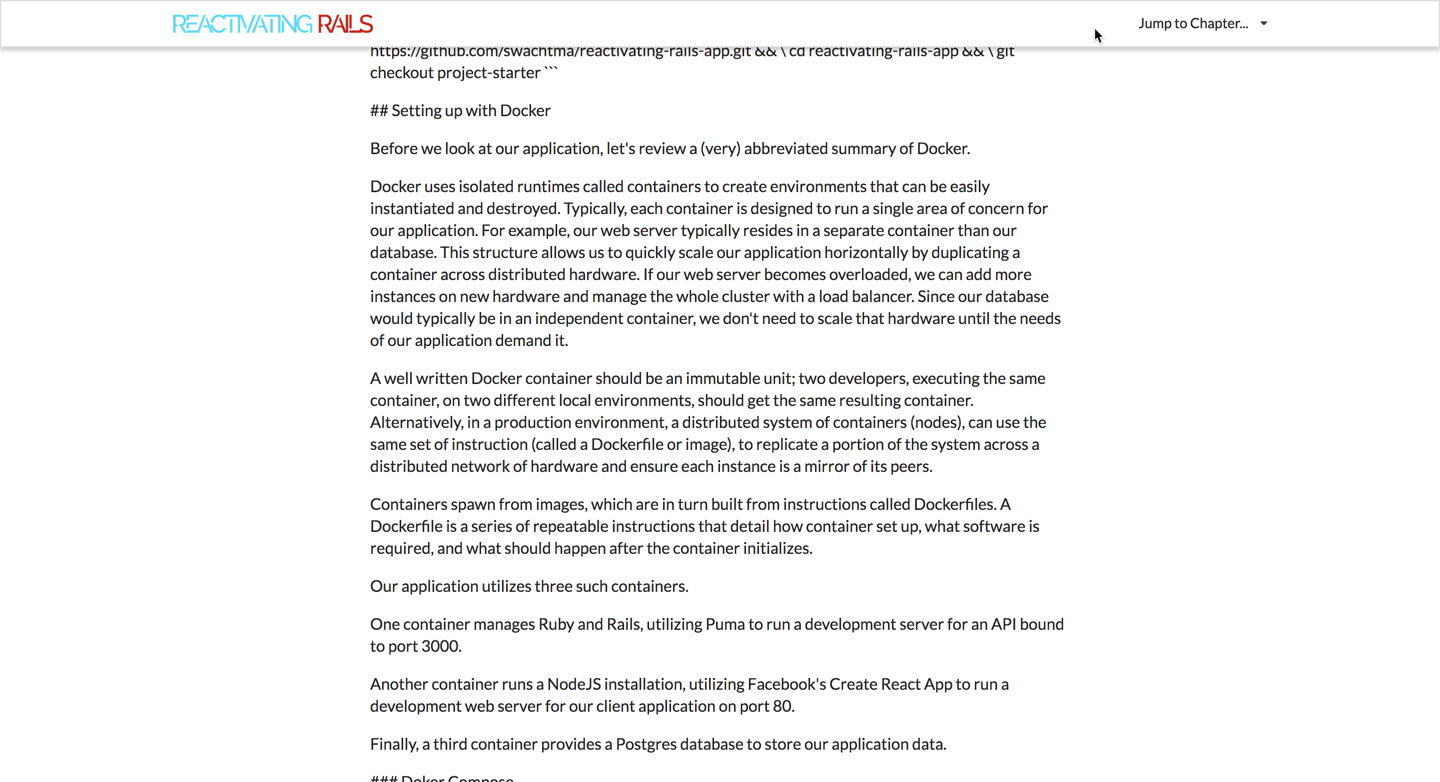 REACTIVATING RAILS
Jump to Chapter...
https://github.com/swachtma/reactivating-rails-app.git && \ cd reactivating-rails-app && \ git
checkout project-starter ```
## Setting up with Docker
Before we look at our application, let's review a (very) abbreviated summary of Docker.
Docker uses isolated runtimes called containers to create environments that can be easily
instantiated and destroyed. Typically, each container is designed to run a single area of concern for
our application. For example, our web server typically resides in a separate container than our
database. This structure allows us to quickly scale our application horizontally by duplicating a
container across distributed hardware. If our web server becomes overloaded, we can add more
instances on new hardware and manage the whole cluster with a load balancer. Since our database
would typically be in an independent container, we don't need to scale that hardware until the needs
of our application demand it.
A well written Docker container should be an immutable unit; two developers, executing the same
container, on two different local environments, should get the same resulting container.
Alternatively, in a production environment, a distributed system of containers (nodes), can use the
same set of instruction (called a Dockerfile or image), to replicate a portion of the system across a
distributed network of hardware and ensure each instance is a mirror of its peers.
Containers spawn from images, which are in turn built from instructions called Dockerfiles. A
Dockerfile is a series of repeatable instructions that detail how container set up, what software is
required, and what should happen after the container initializes.
Our application utilizes three such containers.
One container manages Ruby and Rails, utilizing Puma to run a development server for an API bound
to port 3000.
Another container runs a NodeJS installation, utilizing Facebook's Create React App to run a
development web server for our client application on port 80.
Finally, a third container provides a Postgres database to store our application data.
### Doker Compose